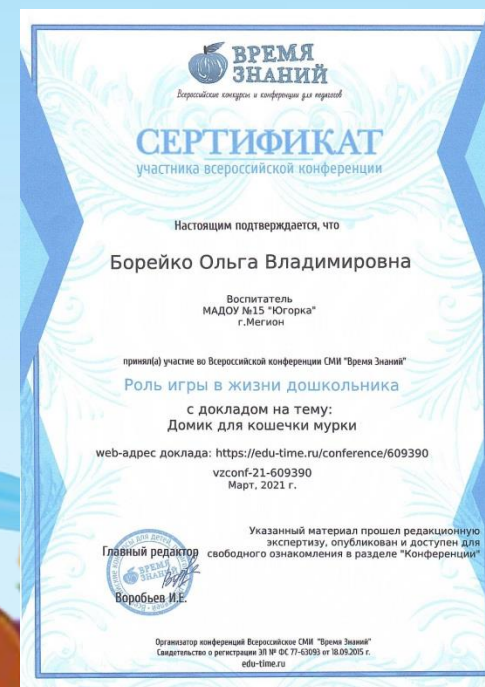 ВРЕМЯ
ЗНАНИЙ
Всероссийские конкурсы и конференции для педагогов
СЕРТИФИКАТ
участника всероссийской конференции
Настоящим подтверждается, что
Борейко Ольга Владимировна
Воспитатель
МАДОУ №15 "Югорка"
г.Мегион
принял(а) участие во Всероссийской конференции СМИ "Время Знаний"
Роль игры в жизни дошкольника
с докладом на тему:
Домик для кошечки мурки
web-адрес доклада: https://edu-time.ru/conference/609390
vzconf-21-609390
Март, 2021 г.
Указанный материал прошел редакционную
экспертизу, опубликован и доступен для
свободного ознакомления в разделе "Конференции"
Главный редактор
ВРЕМЯ
ЗНАНИЙ
Воробьев И.Е.
Организатор конференций Всероссийское СМИ "Время Знаний"
Свидетельство о регистрации ЭЛ № ФС 77-63093 от 18.09.2015 г.
edu-time.ru